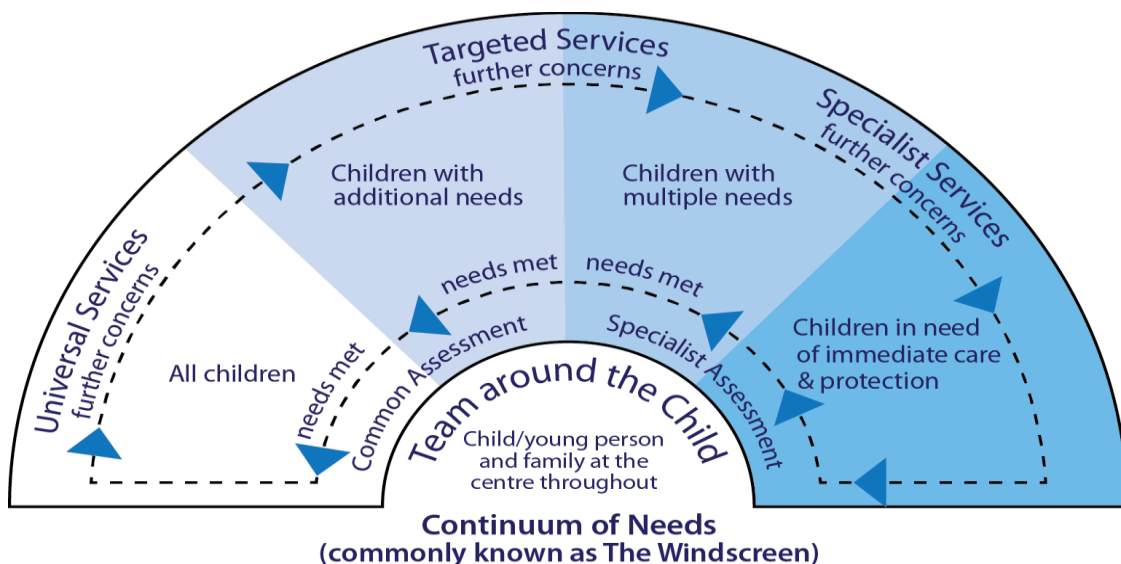 Targeted Services
further concerns
Specialist Services
further concerns
Universal Services
further concerns
Children with
additional needs
Children with
multiple needs
All children
Children in need
of immediate care
& protection
needs met
needs met
needs met
Common Assessment
Specialist Assessment
Team around the Child
Child/young person
and family at the
centre throughout
Continuum of Needs
(commonly known as The Windscreen)